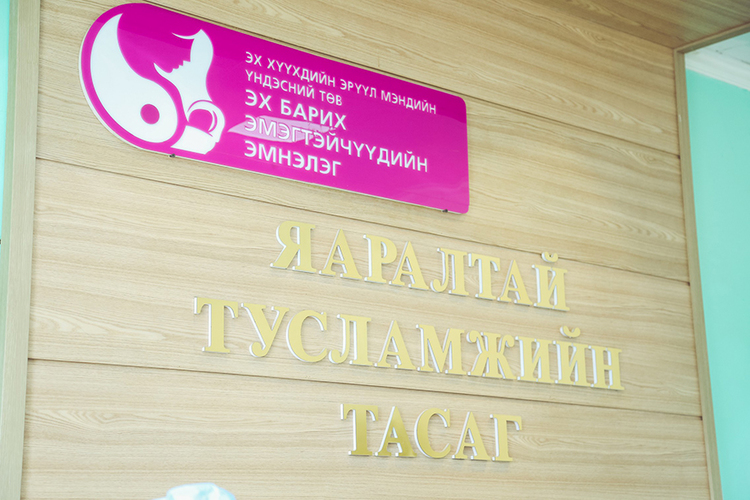 ЭХ ХҮҮХДИЙН ЭРҮҮЛ МЭНДИЙН
ҮНДЭСНИЙ ТӨВ
ЭХ БАРИХ
ЭМЭГТЭЙЧҮҮДИЙН
ЭМНЭЛЭГ
ЯАРАЛТАЙ
ТУСЛАМЖИЙН
ТАСАГ